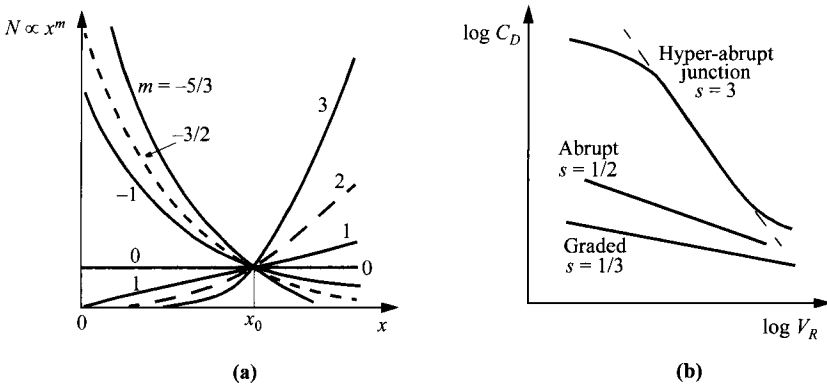 N ∝ x^m
m = –5/3
–3/2
–1
0
1
3
2
1
0
0
x₀
x
(a)
log C_D
Hyper-abrupt
junction
s = 3
Abrupt
s = 1/2
Graded
s = 1/3
log V_R
(b)